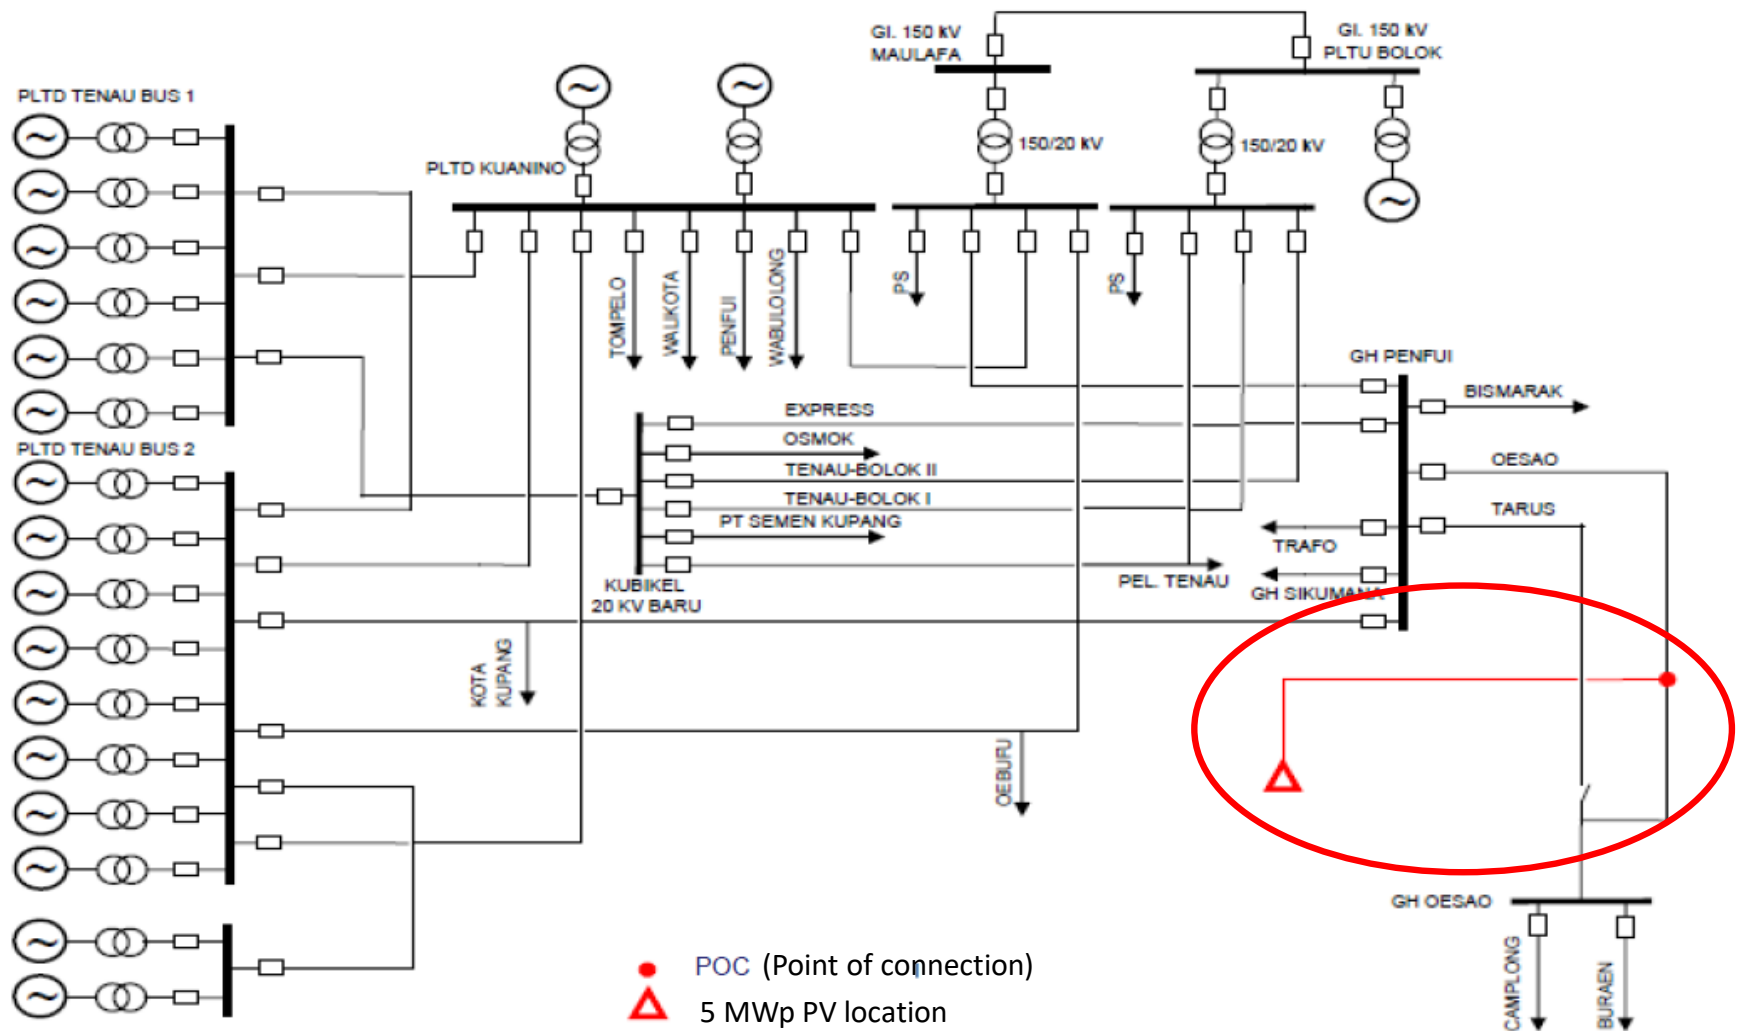 GI. 150 kV
MAULAFA
GI. 150 kV
PLTU BOLOK
PLTD TENAU BUS 1
150/20 kV
150/20 kV
PLTD KUANINO
TOMPELO
WALIKOTA
PENFUI
WABULOLONG
PS
PS
GH PENFUI
BISMARAK
EXPRESS
OSMOK
TENAU-BOLOK II
TENAU-BOLOK I
PT SEMEN KUPANG
PLTD TENAU BUS 2
OESAO
TARUS
TRAFO
GH SIKUMANA
KUBIKEL
20 KV BARU
PEL. TENAU
KOTA
KUPANG
OEBUFU
GH OESAO
CAMPLONG
BURAEN
POC (Point of connection)
5 MWp PV location